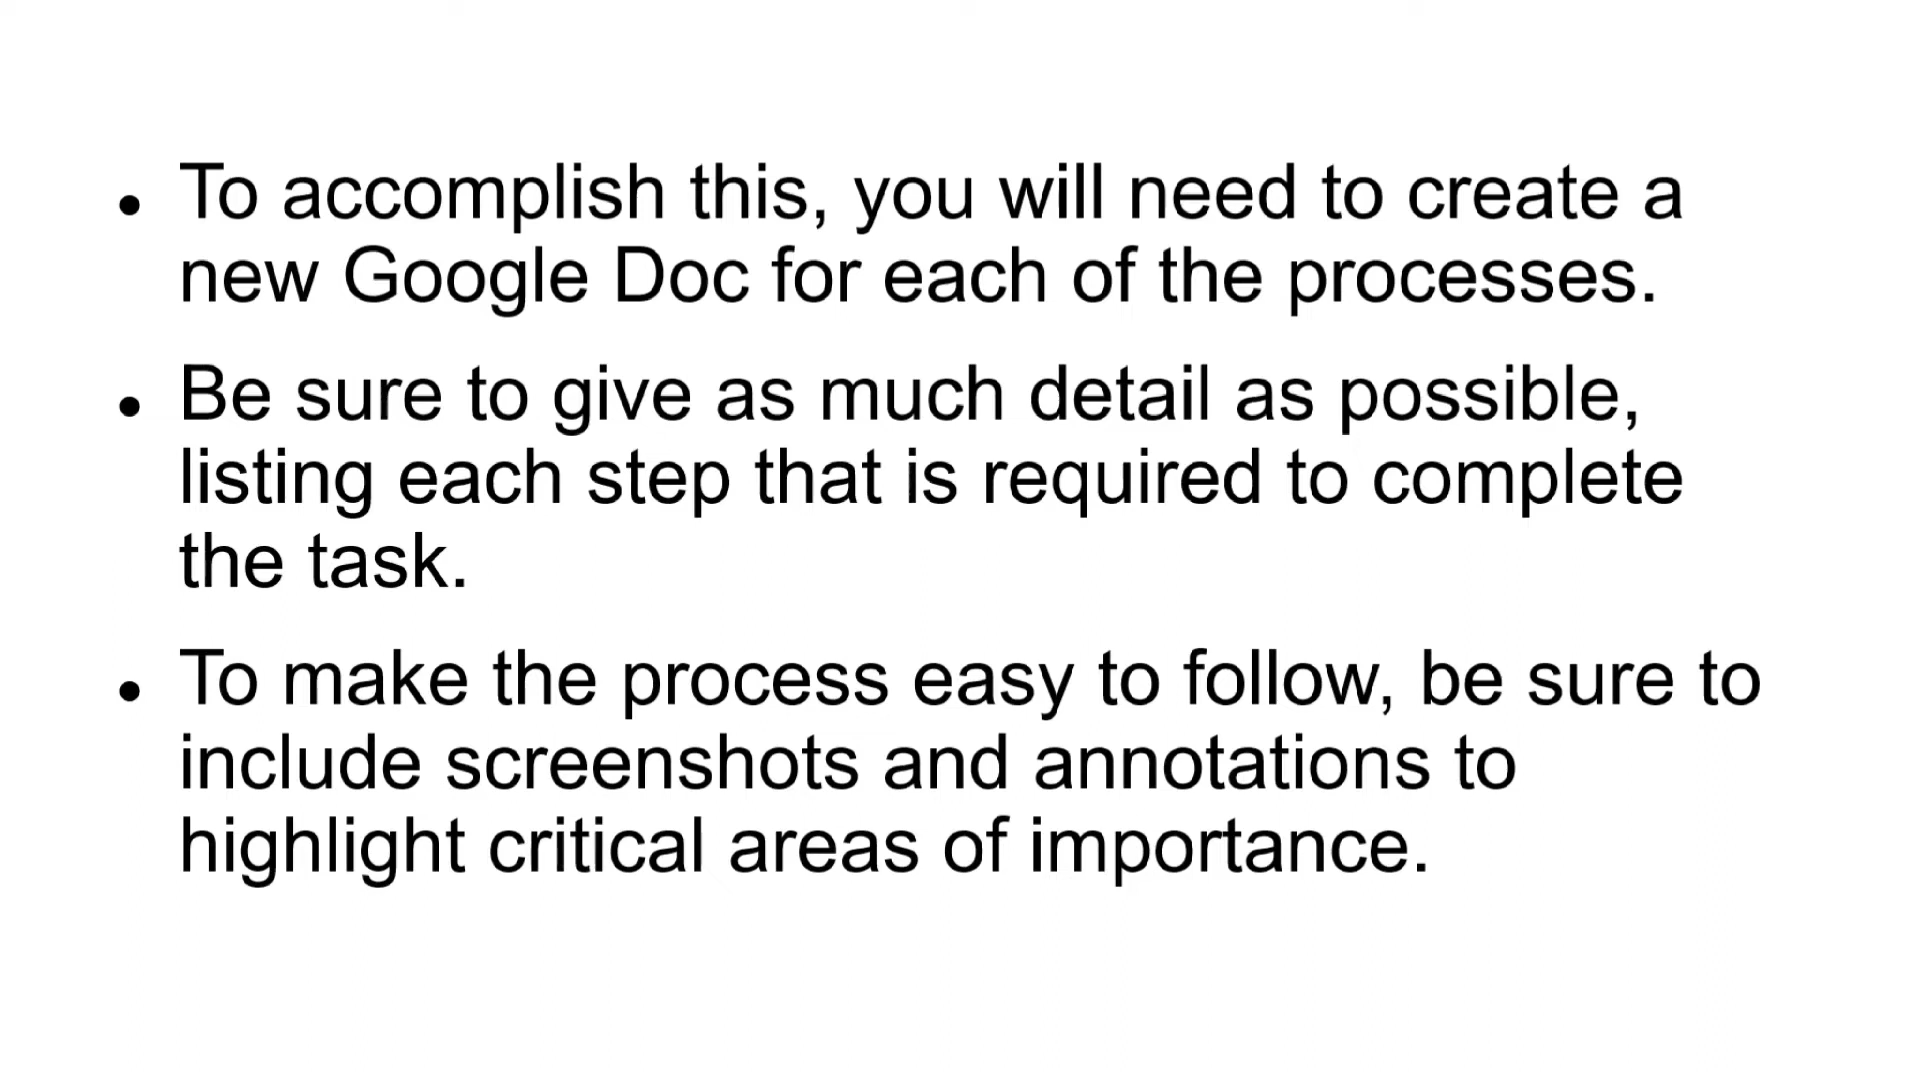 • To accomplish this, you will need to create a
new Google Doc for each of the processes.
• Be sure to give as much detail as possible,
listing each step that is required to complete
the task.
• To make the process easy to follow, be sure to
include screenshots and annotations to
highlight critical areas of importance.